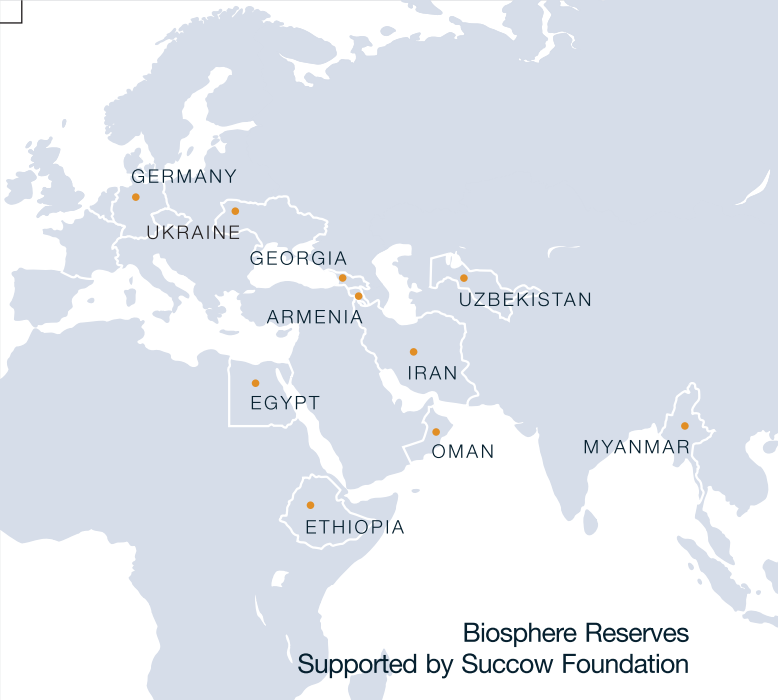 GERMANY
UKRAINE
GEORGIA
UZBEKISTAN
ARMENIA
IRAN
EGYPT
MYANMAR
OMAN
ETHIOPIA
Biosphere Reserves
Supported by Succow Foundation